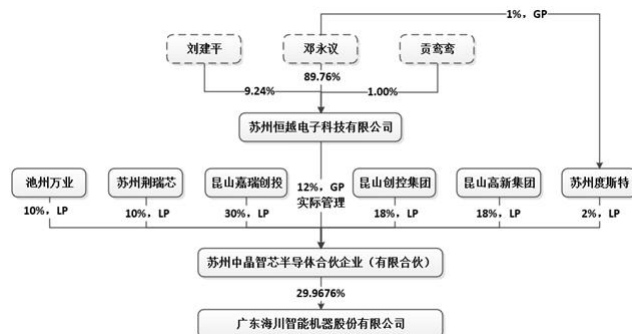 1%，GP
刘建平
邓永议
贡鸾鸾
89.76%
9.24%
1.00%
苏州恒越电子科技有限公司
池州万业
苏州荆瑞芯
昆山嘉瑞创投
12%，GP
实际管理
昆山创控集团
昆山高新集团
苏州度斯特
10%，LP
10%，LP
30%，LP
18%，LP
18%，LP
2%，LP
苏州中晶智芯半导体合伙企业（有限合伙）
29.9676%
广东海川智能机器股份有限公司